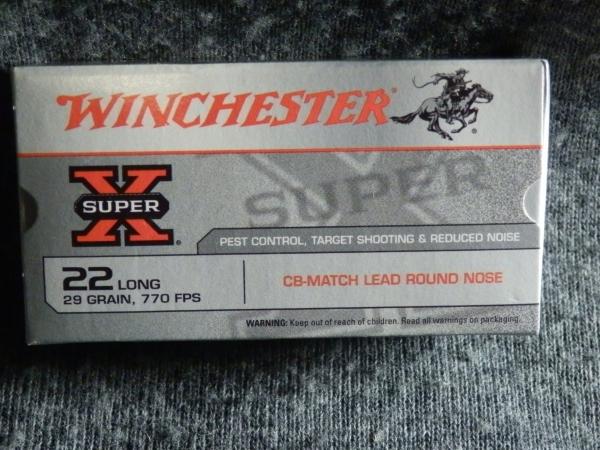 WINCHESTER
X
SUPER
SUPER
PEST CONTROL, TARGET SHOOTING & REDUCED NOISE
22 LONG
29 GRAIN, 770 FPS
CB-MATCH LEAD ROUND NOSE
WARNING: Keep out of reach of children. Read all warnings on packaging.